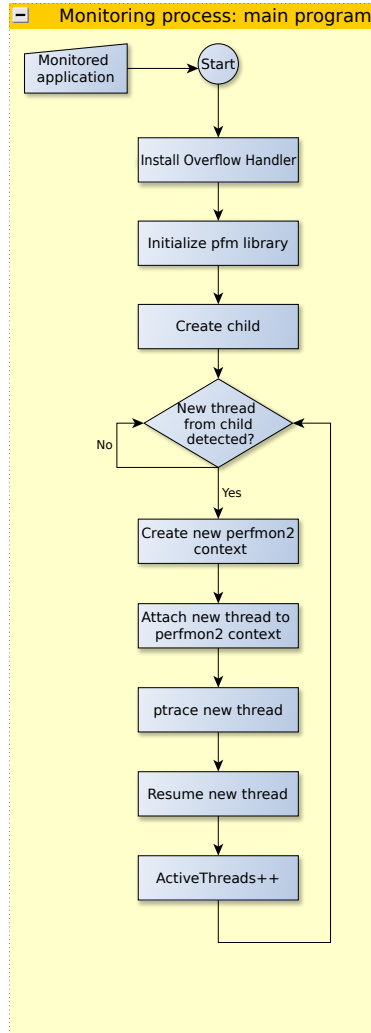 Monitoring process: main program
Monitored
application
Start
Install Overflow Handler
Initialize pfm library
Create child
New thread
from child
detected?
No
Yes
Create new perfmon2
context
Attach new thread to
perfmon2 context
ptrace new thread
Resume new thread
ActiveThreads++